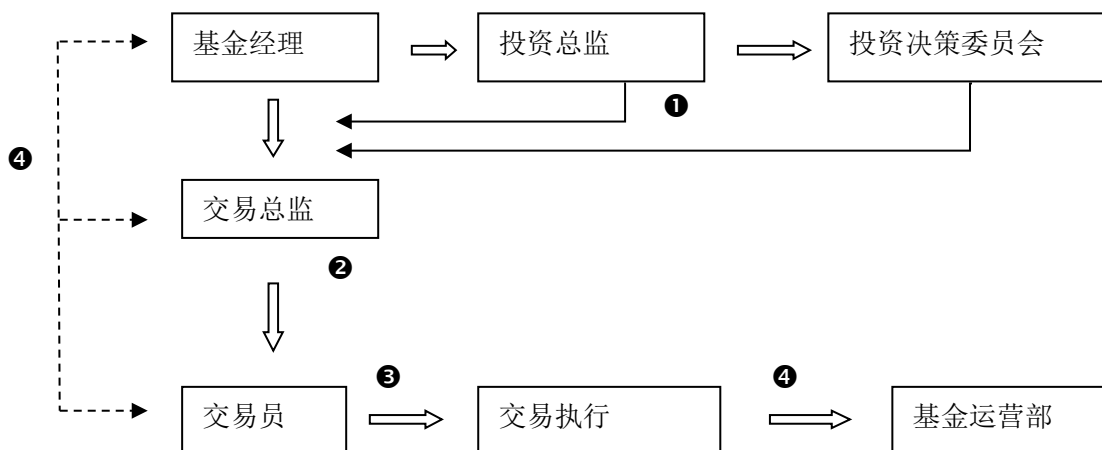 基金经理
投资总监
投资决策委员会
❶
❹
交易总监
❷
❸
❹
交易员
交易执行
基金运营部